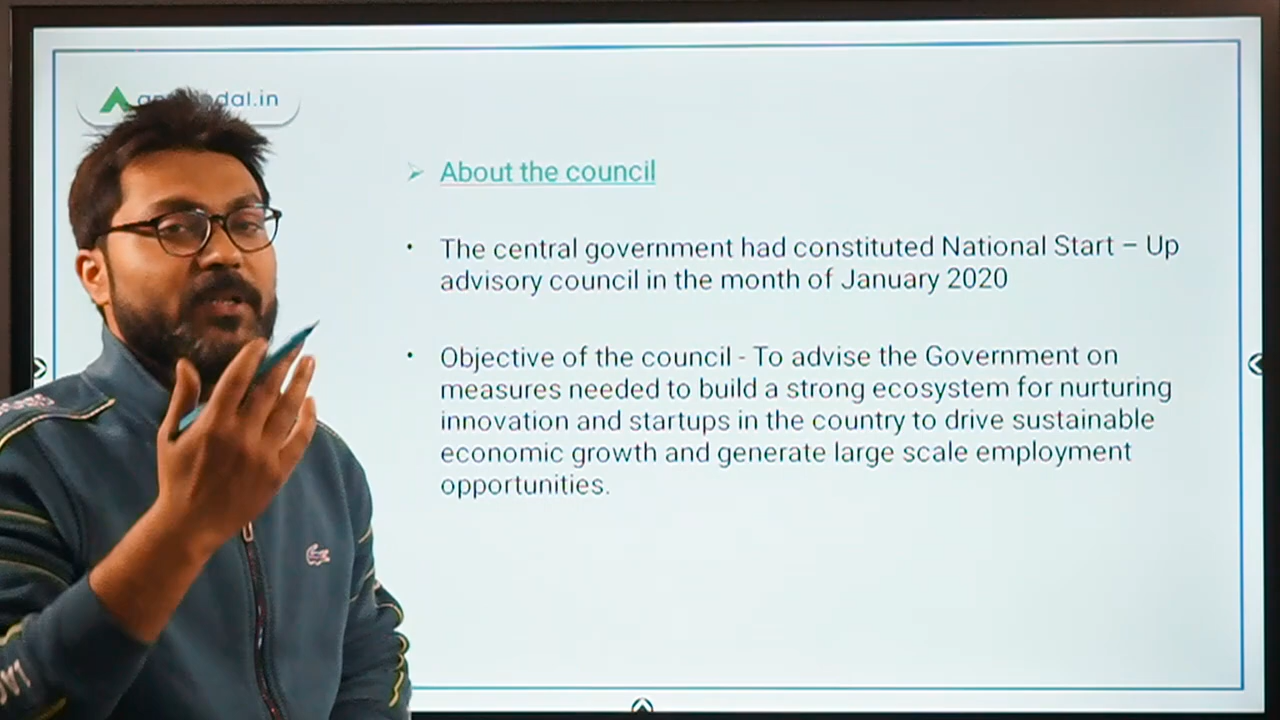 dal.in
About the council
The central government had constituted National Start – Up
advisory council in the month of January 2020
Objective of the council - To advise the Government on
measures needed to build a strong ecosystem for nurturing
innovation and startups in the country to drive sustainable
economic growth and generate large scale employment
opportunities.